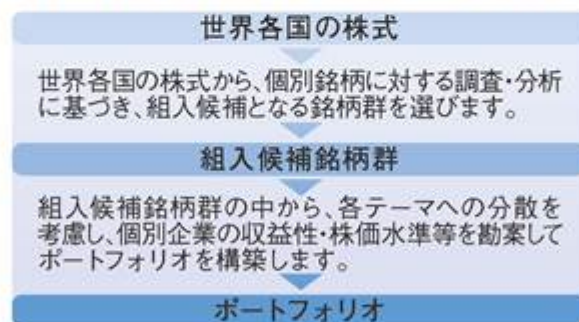 世界各国の株式
世界各国の株式から、個別銘柄に対する調査・分析
に基づき、組入候補となる銘柄群を選びます。
組入候補銘柄群
組入候補銘柄群の中から、各テーマへの分散を
考慮し、個別企業の収益性・株価水準等を勘案して
ポートフォリオを構築します。
ポートフォリオ